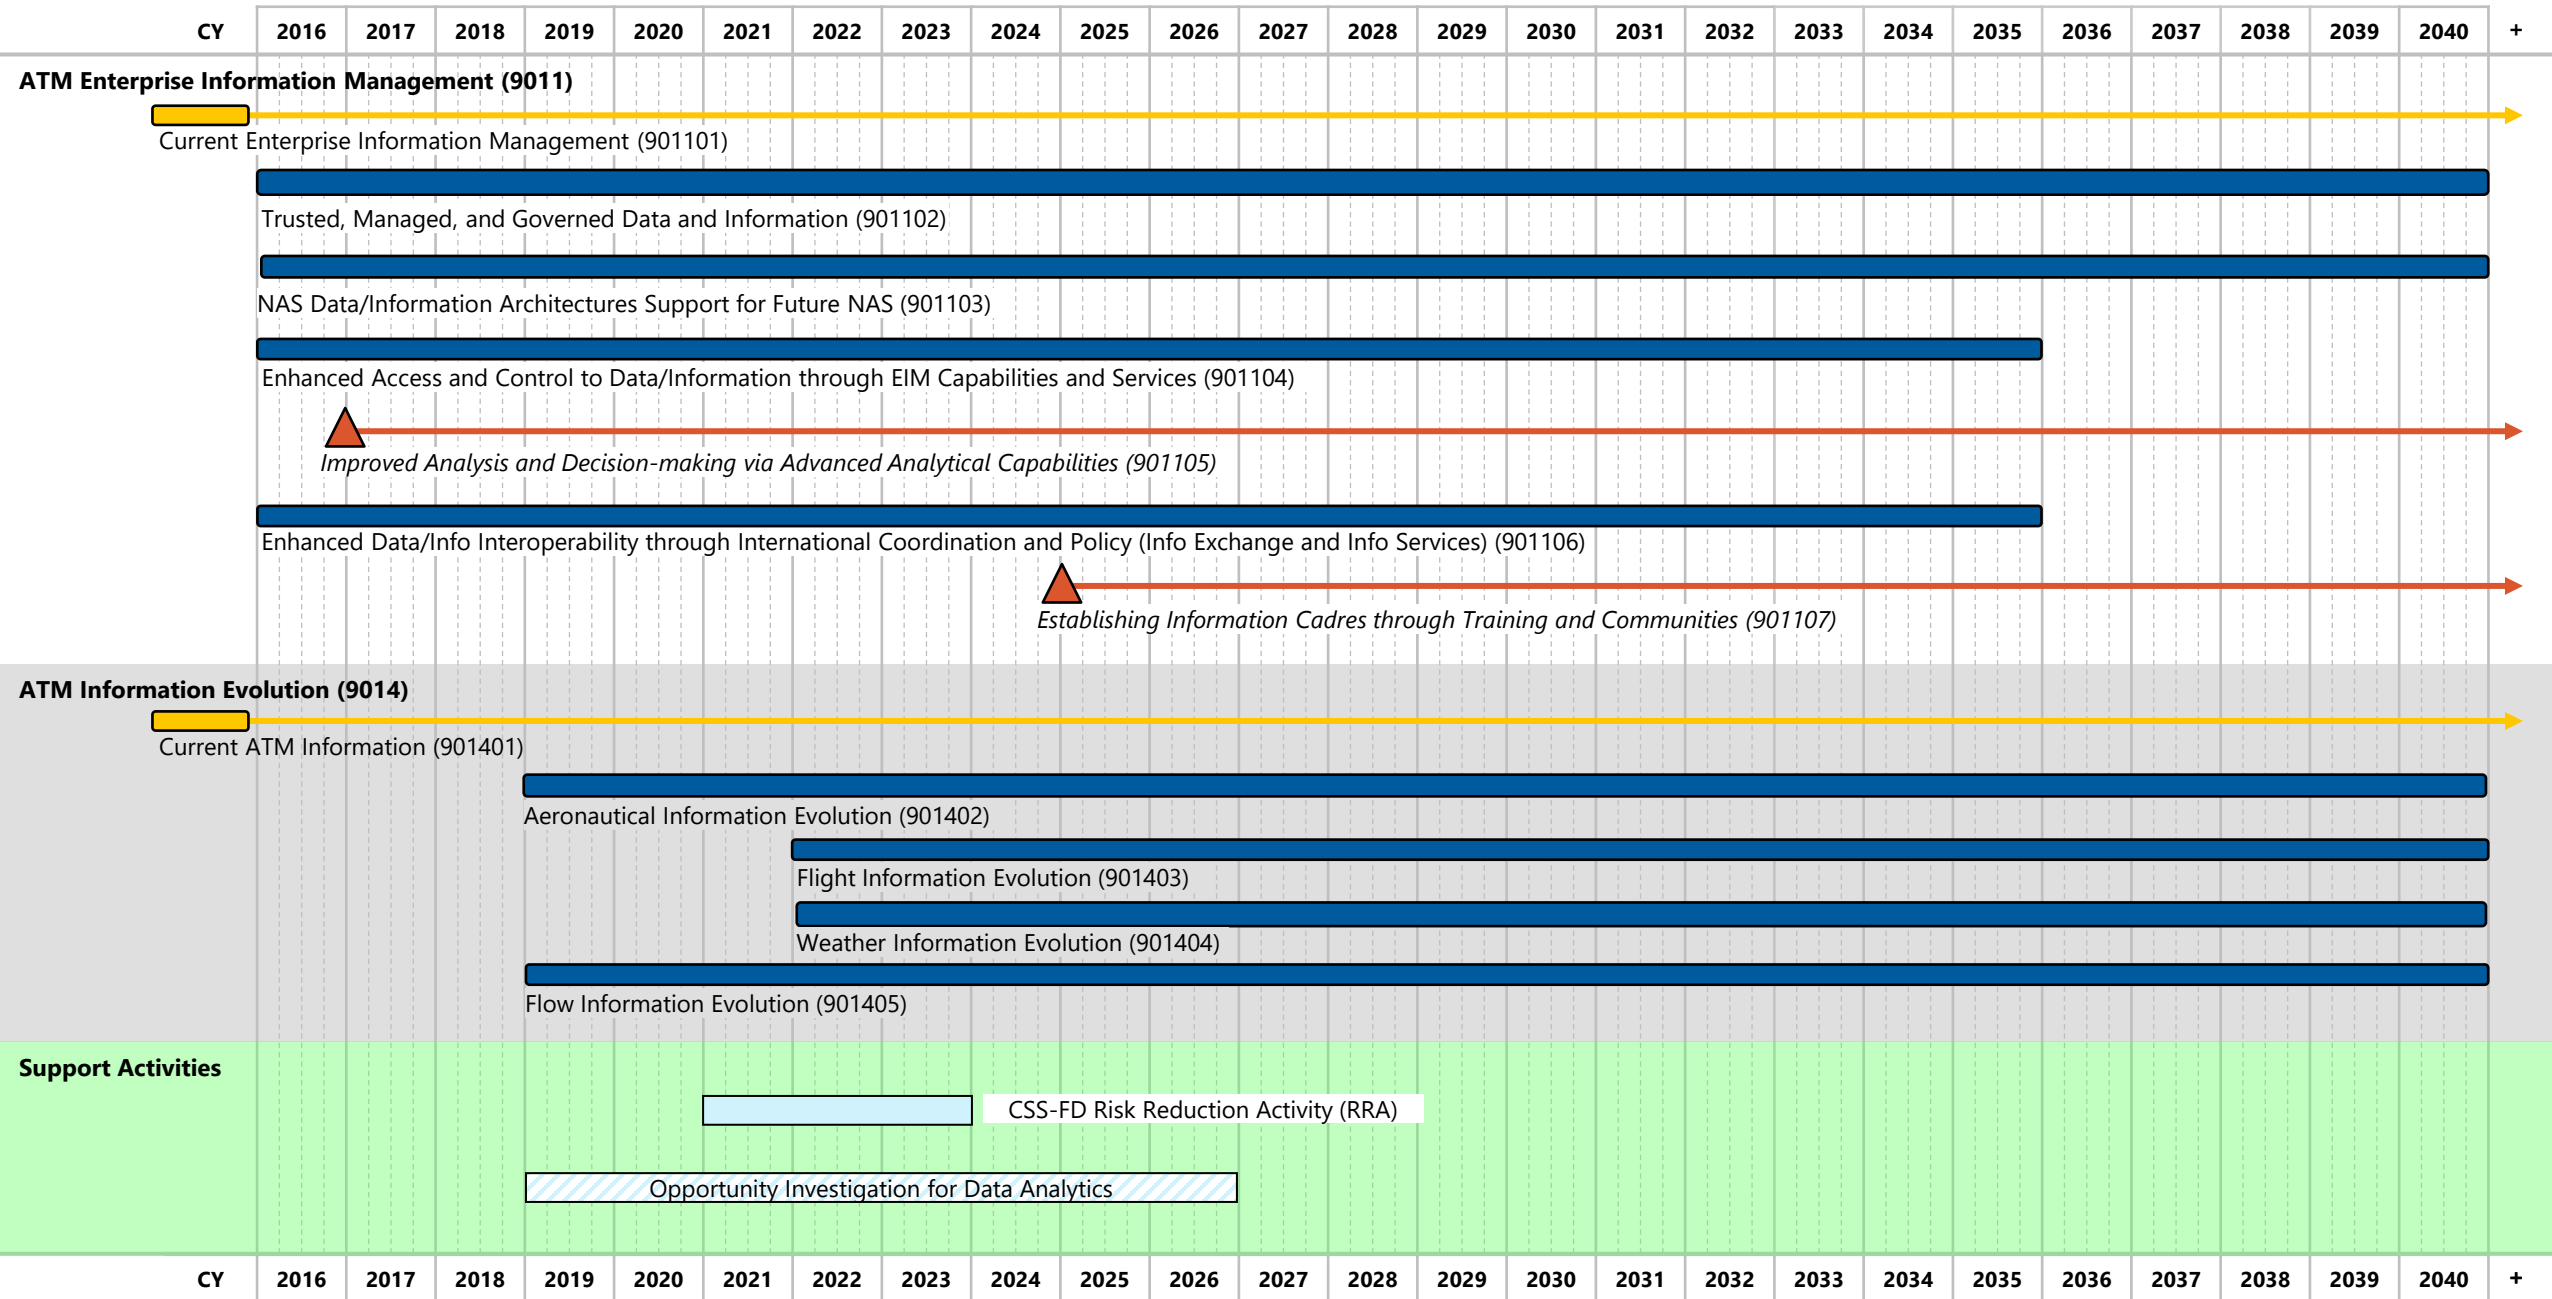 CY 2016 2017 2018 2019 2020 2021 2022 2023 2024 2025 2026 2027 2028 2029 2030 2031 2032 2033 2034 2035 2036 2037 2038 2039 2040 +
ATM Enterprise Information Management (9011)
Current Enterprise Information Management (901101)
Trusted, Managed, and Governed Data and Information (901102)
NAS Data/Information Architectures Support for Future NAS (901103)
Enhanced Access and Control to Data/Information through EIM Capabilities and Services (901104)
Improved Analysis and Decision-making via Advanced Analytical Capabilities (901105)
Enhanced Data/Info Interoperability through International Coordination and Policy (Info Exchange and Info Services) (901106)
Establishing Information Cadres through Training and Communities (901107)
ATM Information Evolution (9014)
Current ATM Information (901401)
Aeronautical Information Evolution (901402)
Flight Information Evolution (901403)
Weather Information Evolution (901404)
Flow Information Evolution (901405)
Support Activities
CSS-FD Risk Reduction Activity (RRA)
Opportunity Investigation for Data Analytics
CY 2016 2017 2018 2019 2020 2021 2022 2023 2024 2025 2026 2027 2028 2029 2030 2031 2032 2033 2034 2035 2036 2037 2038 2039 2040 +